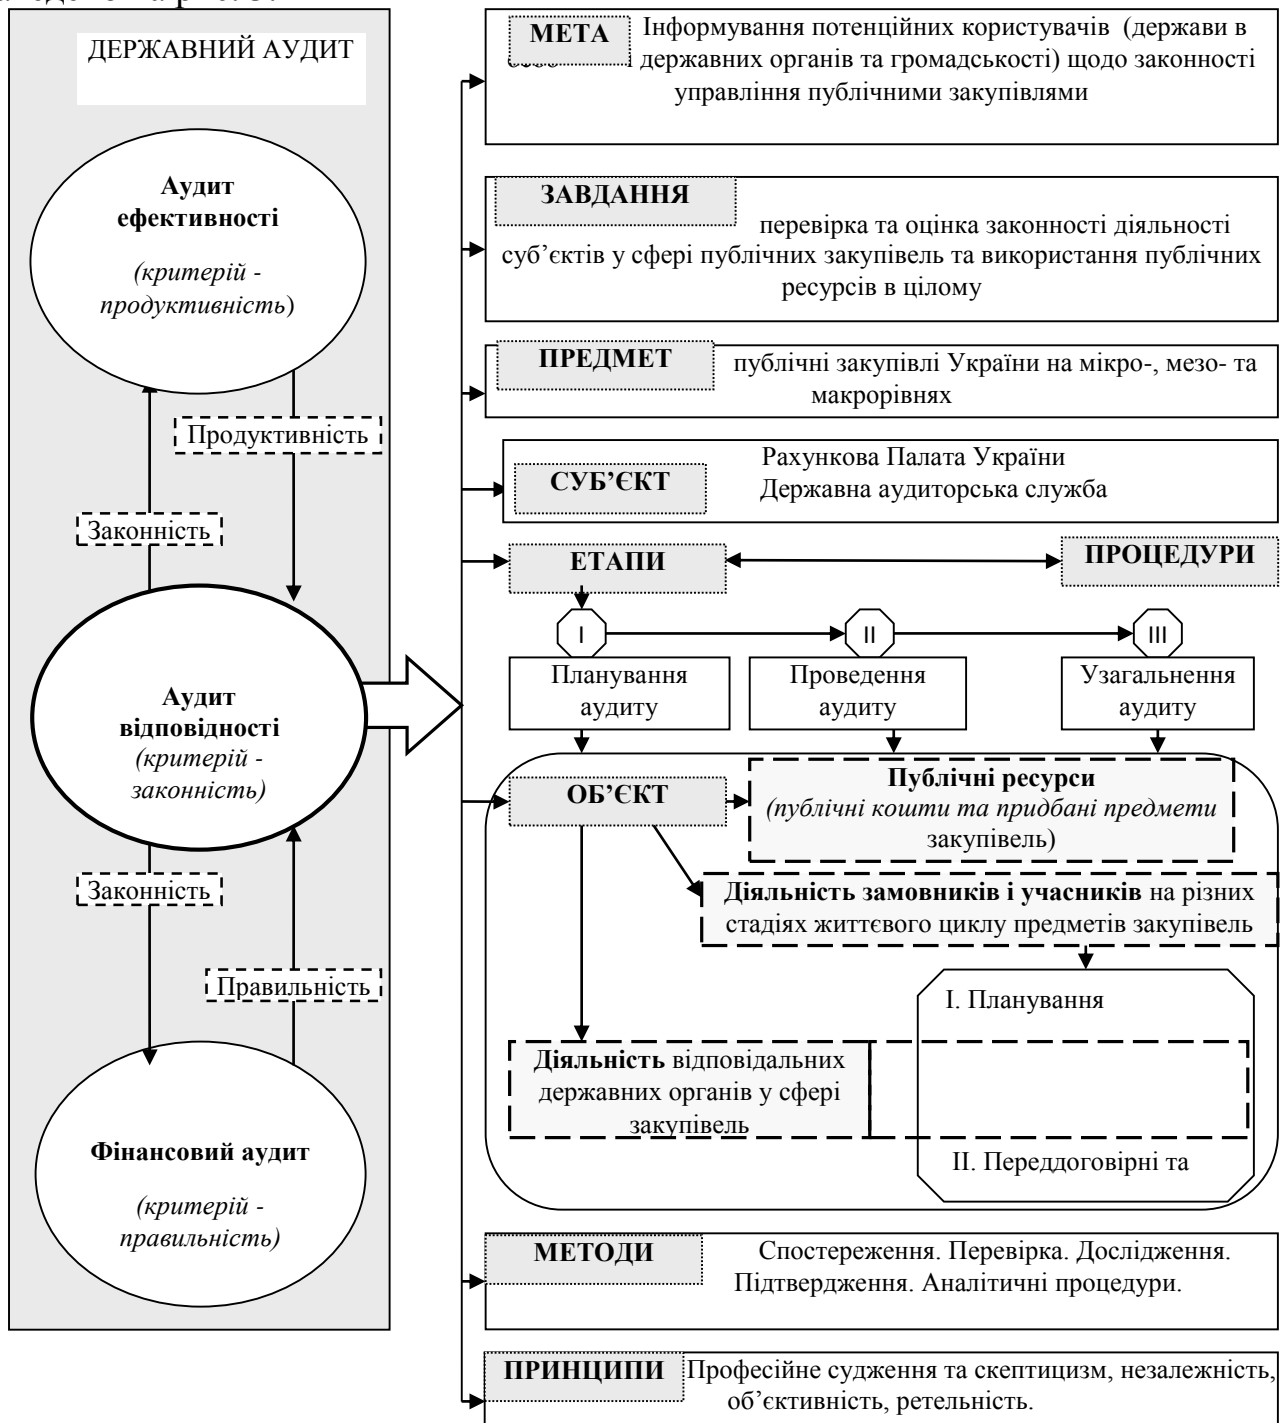 ДЕРЖАВНИЙ АУДИТ
Аудит
ефективності
(критерій -
продуктивність)
Продуктивність
Законність
Аудит
відповідності
(критерій -
законність)
Законність
Правильність
Фінансовий аудит
(критерій -
правильність)
МЕТА
Інформування потенційних користувачів (держави в
державних органів та громадськості) щодо законності
управління публічними закупівлями
ЗАВДАННЯ
перевірка та оцінка законності діяльності
суб’єктів у сфері публічних закупівель та використання публічних
ресурсів в цілому
ПРЕДМЕТ
публічні закупівлі України на мікро-, мезо- та
макрорівнях
СУБ’ЄКТ
Рахункова Палата України
Державна аудиторська служба
ЕТАПИ
ПРОЦЕДУРИ
I
II
III
Планування
аудиту
Проведення
аудиту
Узагальнення
аудиту
ОБ’ЄКТ
Публічні ресурси
(публічні кошти та придбані предмети
закупівель)
Діяльність замовників і учасників на різних
стадіях життєвого циклу предметів закупівель
І. Планування
Діяльність відповідальних
державних органів у сфері
закупівель
ІІ. Переддоговірні та
МЕТОДИ
Спостереження. Перевірка. Дослідження.
Підтвердження. Аналітичні процедури.
ПРИНЦИПИ
Професійне судження та скептицизм, незалежність,
об’єктивність, ретельність.